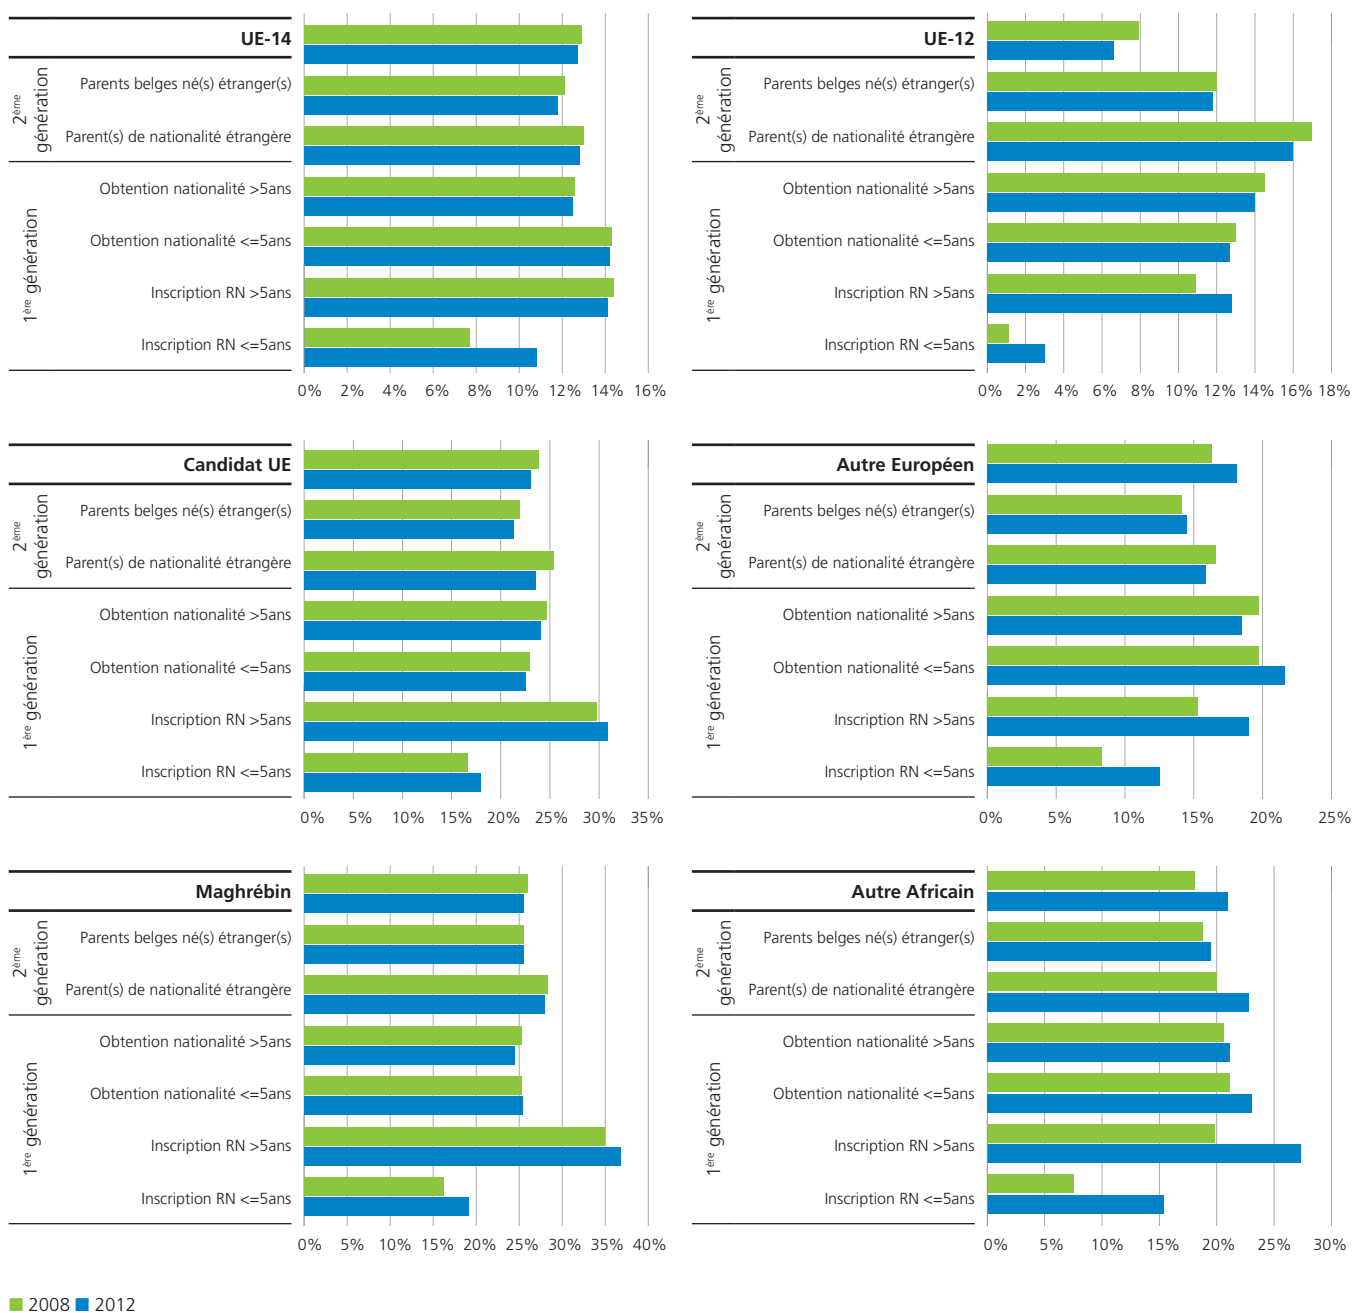 UE-14
2ème génération
Parents belges né(s) étranger(s)
Parent(s) de nationalité étrangère
1ère génération
Obtention nationalité >5ans
Obtention nationalité <=5ans
Inscription RN >5ans
Inscription RN <=5ans
0% 2% 4% 6% 8% 10% 12% 14% 16%
UE-12
2ème génération
Parents belges né(s) étranger(s)
Parent(s) de nationalité étrangère
1ère génération
Obtention nationalité >5ans
Obtention nationalité <=5ans
Inscription RN >5ans
Inscription RN <=5ans
0% 2% 4% 6% 8% 10% 12% 14% 16% 18%
Candidat UE
2ème génération
Parents belges né(s) étranger(s)
Parent(s) de nationalité étrangère
1ère génération
Obtention nationalité >5ans
Obtention nationalité <=5ans
Inscription RN >5ans
Inscription RN <=5ans
0% 5% 10% 15% 20% 25% 30% 35%
Autre Européen
2ème génération
Parents belges né(s) étranger(s)
Parent(s) de nationalité étrangère
1ère génération
Obtention nationalité >5ans
Obtention nationalité <=5ans
Inscription RN >5ans
Inscription RN <=5ans
0% 5% 10% 15% 20% 25%
Maghrébin
2ème génération
Parents belges né(s) étranger(s)
Parent(s) de nationalité étrangère
1ère génération
Obtention nationalité >5ans
Obtention nationalité <=5ans
Inscription RN >5ans
Inscription RN <=5ans
0% 5% 10% 15% 20% 25% 30% 35% 40%
Autre Africain
2ème génération
Parents belges né(s) étranger(s)
Parent(s) de nationalité étrangère
1ère génération
Obtention nationalité >5ans
Obtention nationalité <=5ans
Inscription RN >5ans
Inscription RN <=5ans
0% 5% 10% 15% 20% 25% 30%
2008 2012